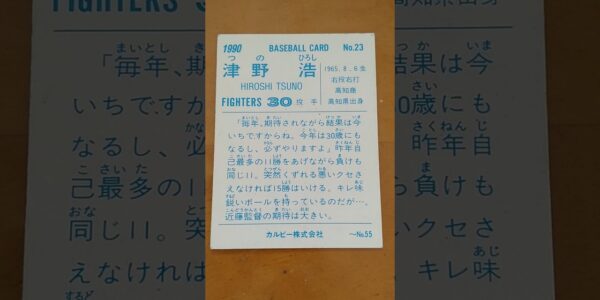 1990 BASEBALL CARD No.23
つ の ひろし
津野 浩
HIROSHI TSUNO
FIGHTERS 30 投手
1965.8.6生
右投右打
高知商
高知県出身
「毎年、期待されながら結果は今
いちですからね。今年は30歳にも
なるし、必ずやりますよ」昨年自
己最多の11勝をあげながら負けも
同じ11。突然くずれる悪いクセさ
えなければ15勝はいける。キレ味
鋭いボールを持っているのだが…。
近藤監督の期待は大きい。
カルビー株式会社 〜No.55